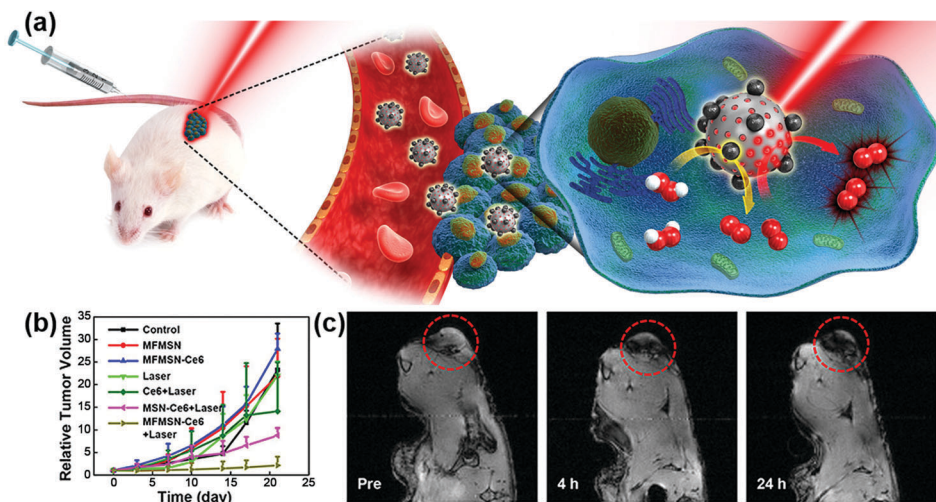 (a)
(b)
Relative Tumor Volume
35
30
25
20
15
10
5
0
Control
MFMSN
MFMSN-Ce6
Laser
Ce6+Laser
MSN-Ce6+Laser
MFMSN-Ce6
+Laser
0 5 10 15 20 25
Time (day)
(c)
Pre
4 h
24 h